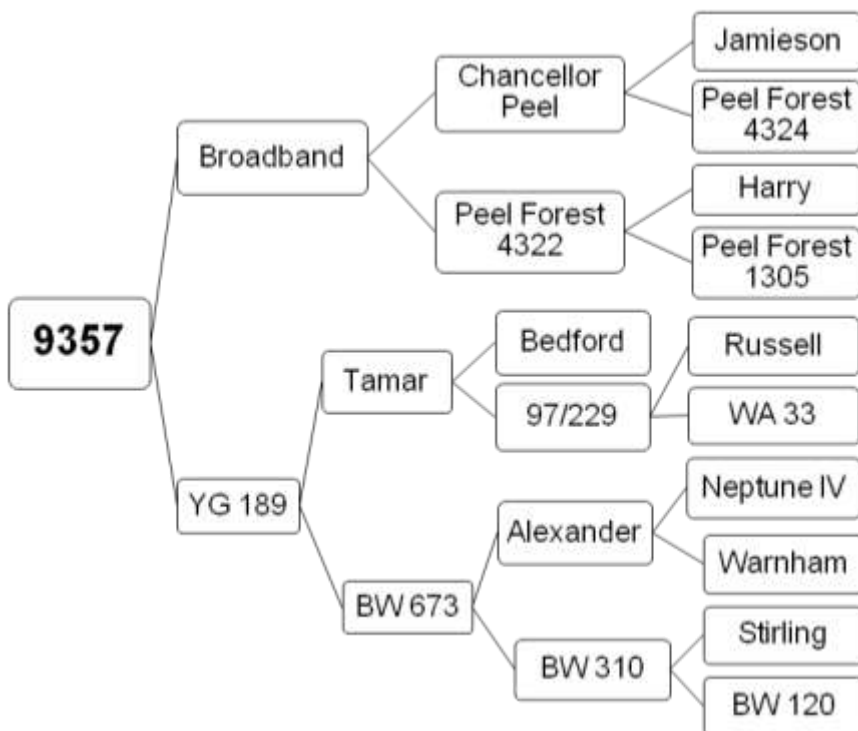 Jamieson
Chancellor
Peel
Peel Forest
4324
Broadband
Harry
Peel Forest
4322
Peel Forest
1305
9357
Bedford
Russell
Tamar
97/229
WA 33
YG 189
Neptune IV
Alexander
Warnham
BW 673
Stirling
BW 310
BW 120